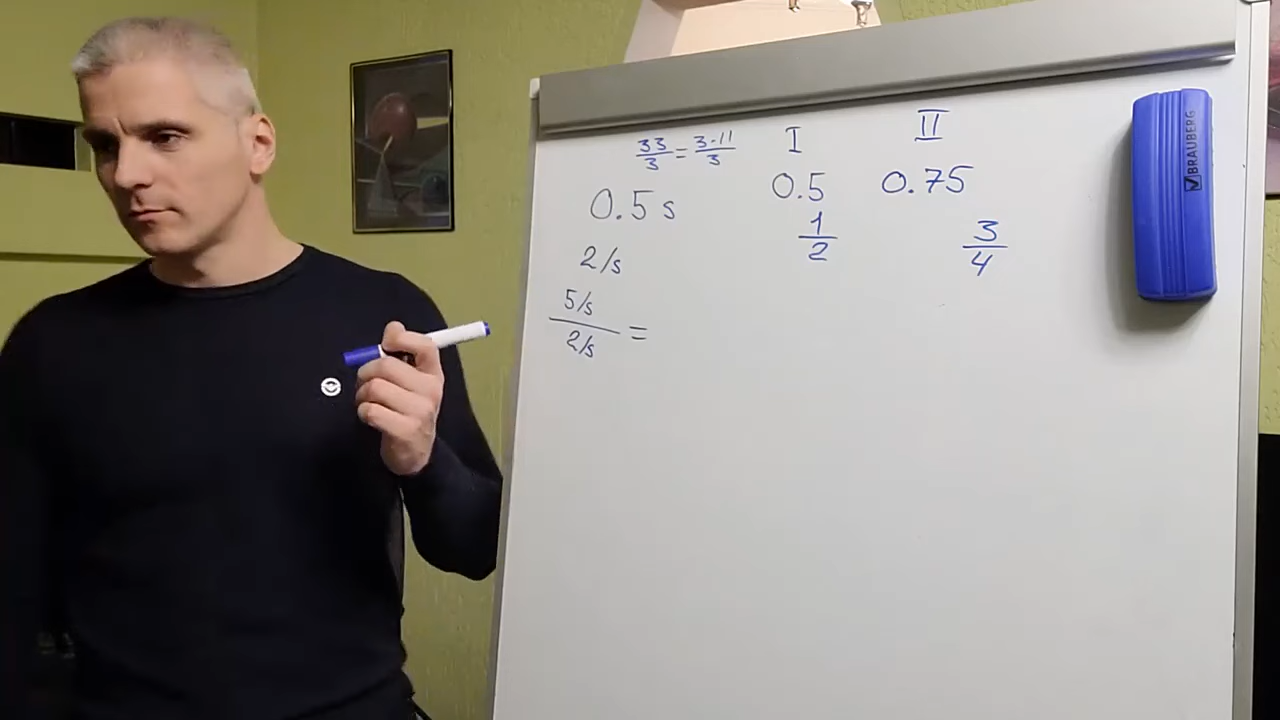 33/3 = 3·11/3
I
II
0.5 s
0.5
0.75
2/s
1/2
3/4
5/s / 2/s =
BRAUBERG